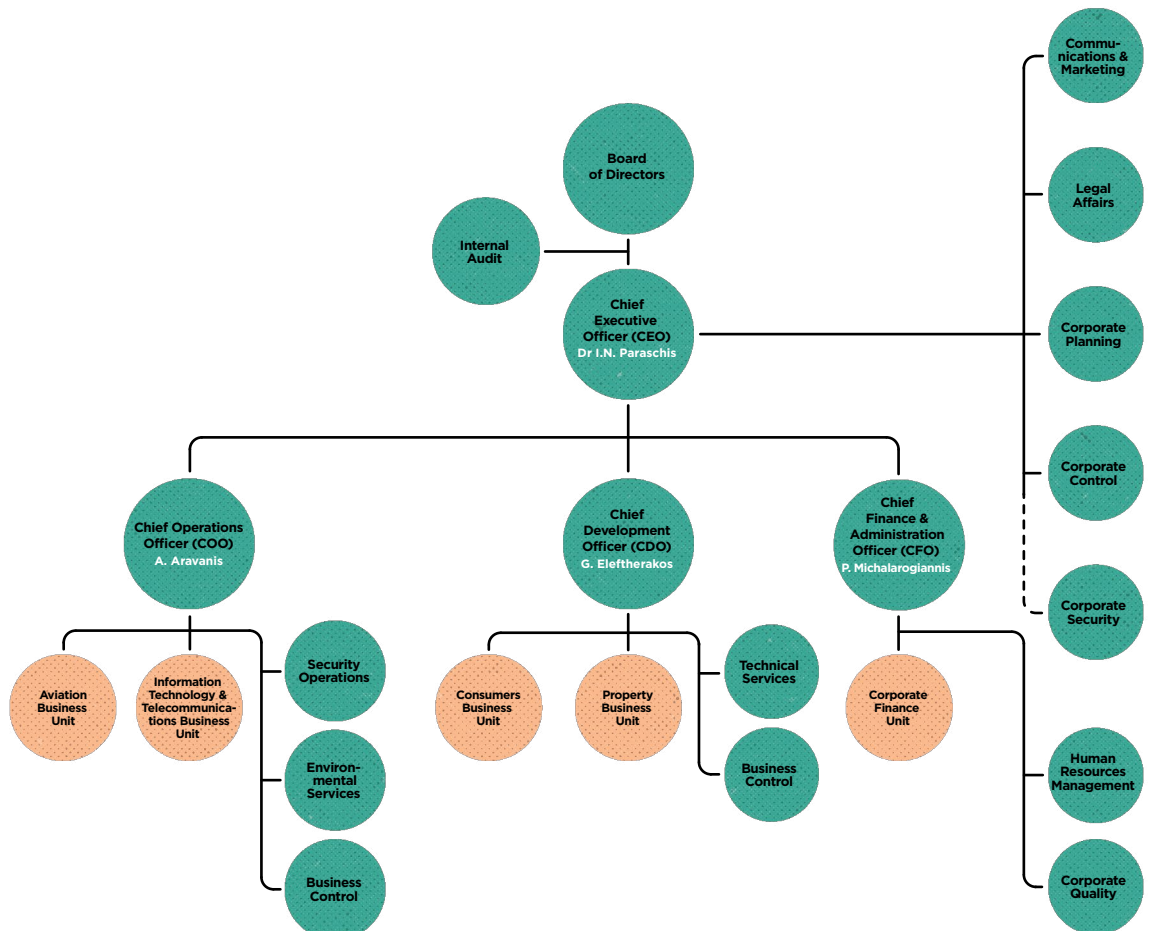 Commu-
nications &
Marketing
Board
of Directors
Legal
Affairs
Internal
Audit
Chief
Executive
Officer (CEO)
Dr I.N. Paraschis
Corporate
Planning
Corporate
Control
Chief Operations
Officer (COO)
A. Aravanis
Chief
Development
Officer (CDO)
G. Eleftherakos
Chief
Finance &
Administration
Officer (CFO)
P. Michalarogiannis
Corporate
Security
Aviation
Business
Unit
Information
Technology &
Telecommunica-
tions Business
Unit
Security
Operations
Consumers
Business
Unit
Property
Business
Unit
Technical
Services
Corporate
Finance
Unit
Environ-
mental
Services
Business
Control
Human
Resources
Management
Business
Control
Corporate
Quality